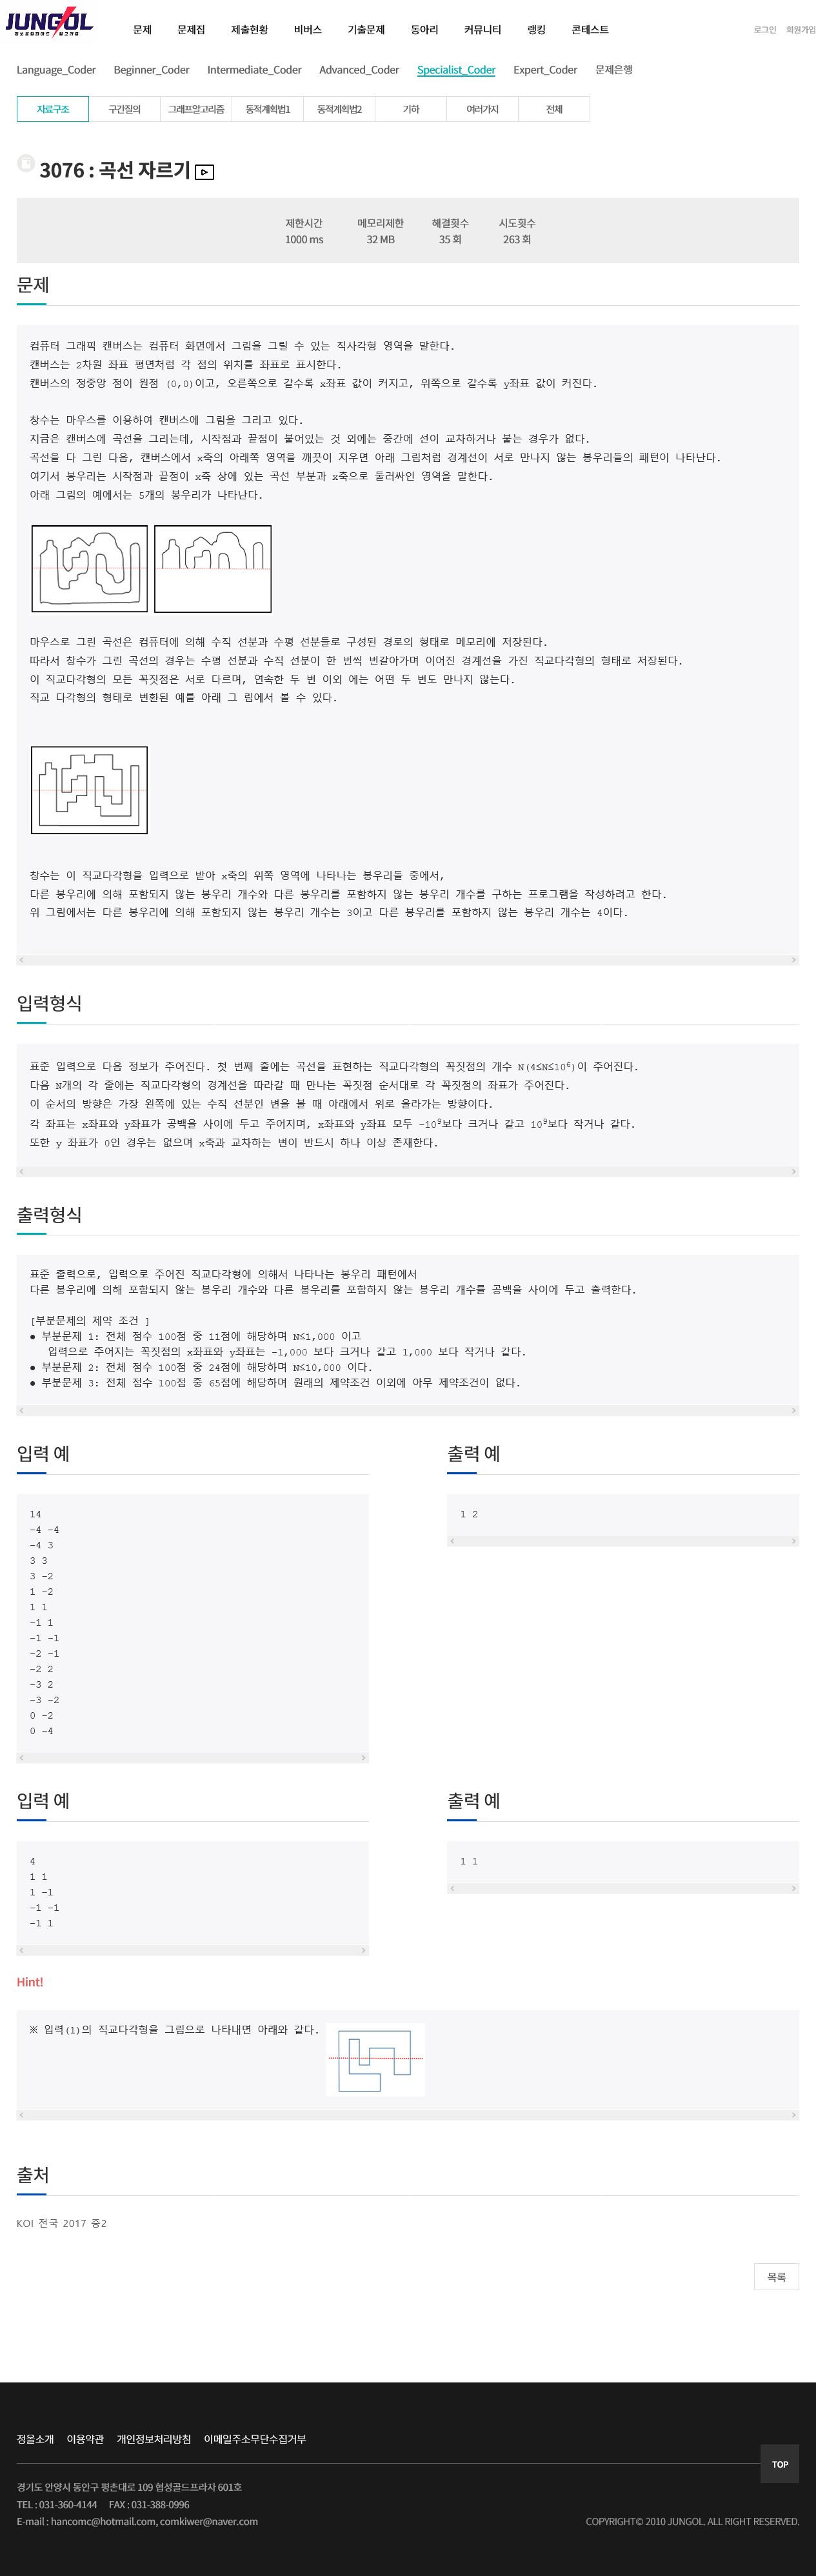 JUNGOL
정보올림피아드 & 알고리즘
문제 문제집 제출현황 비버스 기출문제 동아리 커뮤니티 랭킹 콘테스트
로그인 회원가입
Language_Coder Beginner_Coder Intermediate_Coder Advanced_Coder Specialist_Coder Expert_Coder 문제은행
자료구조 구간질의 그래프알고리즘 동적계획법1 동적계획법2 기하 여러가지 전체
3076 : 곡선 자르기
제한시간 메모리제한 해결횟수 시도횟수
1000 ms 32 MB 35 회 263 회
문제
컴퓨터 그래픽 캔버스는 컴퓨터 화면에서 그림을 그릴 수 있는 직사각형 영역을 말한다.
캔버스는 2차원 좌표 평면처럼 각 점의 위치를 좌표로 표시한다.
캔버스의 정중앙 점이 원점 (0,0)이고, 오른쪽으로 갈수록 x좌표 값이 커지고, 위쪽으로 갈수록 y좌표 값이 커진다.
창수는 마우스를 이용하여 캔버스에 그림을 그리고 있다.
지금은 캔버스에 곡선을 그리는데, 시작점과 끝점이 붙어있는 것 외에는 중간에 선이 교차하거나 붙는 경우가 없다.
곡선을 다 그린 다음, 캔버스에서 x축의 아래쪽 영역을 깨끗이 지우면 아래 그림처럼 경계선이 서로 만나지 않는 봉우리들의 패턴이 나타난다.
여기서 봉우리는 시작점과 끝점이 x축 상에 있는 곡선 부분과 x축으로 둘러싸인 영역을 말한다.
아래 그림의 예에서는 5개의 봉우리가 나타난다.
마우스로 그린 곡선은 컴퓨터에 의해 수직 선분과 수평 선분들로 구성된 경로의 형태로 메모리에 저장된다.
따라서 창수가 그린 곡선의 경우는 수평 선분과 수직 선분이 한 번씩 번갈아가며 이어진 경계선을 가진 직교다각형의 형태로 저장된다.
이 직교다각형의 모든 꼭짓점은 서로 다르며, 연속한 두 변 이외 에는 어떤 두 변도 만나지 않는다.
직교 다각형의 형태로 변환된 예를 아래 그 림에서 볼 수 있다.
창수는 이 직교다각형을 입력으로 받아 x축의 위쪽 영역에 나타나는 봉우리들 중에서,
다른 봉우리에 의해 포함되지 않는 봉우리 개수와 다른 봉우리를 포함하지 않는 봉우리 개수를 구하는 프로그램을 작성하려고 한다.
위 그림에서는 다른 봉우리에 의해 포함되지 않는 봉우리 개수는 3이고 다른 봉우리를 포함하지 않는 봉우리 개수는 4이다.
입력형식
표준 입력으로 다음 정보가 주어진다. 첫 번째 줄에는 곡선을 표현하는 직교다각형의 꼭짓점의 개수 N(4≤N≤10⁶)이 주어진다.
다음 N개의 각 줄에는 직교다각형의 경계선을 따라갈 때 만나는 꼭짓점 순서대로 각 꼭짓점의 좌표가 주어진다.
이 순서의 방향은 가장 왼쪽에 있는 수직 선분인 변을 볼 때 아래에서 위로 올라가는 방향이다.
각 좌표는 x좌표와 y좌표가 공백을 사이에 두고 주어지며, x좌표와 y좌표 모두 -10⁹보다 크거나 같고 10⁹보다 작거나 같다.
또한 y 좌표가 0인 경우는 없으며 x축과 교차하는 변이 반드시 하나 이상 존재한다.
출력형식
표준 출력으로, 입력으로 주어진 직교다각형에 의해서 나타나는 봉우리 패턴에서
다른 봉우리에 의해 포함되지 않는 봉우리 개수와 다른 봉우리를 포함하지 않는 봉우리 개수를 공백을 사이에 두고 출력한다.
[부분문제의 제약 조건 ]
● 부분문제 1: 전체 점수 100점 중 11점에 해당하며 N≤1,000 이고
입력으로 주어지는 꼭짓점의 x좌표와 y좌표는 -1,000 보다 크거나 같고 1,000 보다 작거나 같다.
● 부분문제 2: 전체 점수 100점 중 24점에 해당하며 N≤10,000 이다.
● 부분문제 3: 전체 점수 100점 중 65점에 해당하며 원래의 제약조건 이외에 아무 제약조건이 없다.
입력 예
14
-4 -4
-4 3
3 3
3 -2
1 -2
1 1
-1 1
-1 -1
-2 -1
-2 2
-3 2
-3 -2
0 -2
0 -4
출력 예
1 2
입력 예
4
1 1
1 -1
-1 -1
-1 1
출력 예
1 1
Hint!
※ 입력(1)의 직교다각형을 그림으로 나타내면 아래와 같다.
출처
KOI 전국 2017 중2
목록
정올소개 이용약관 개인정보처리방침 이메일주소무단수집거부
TOP
경기도 안양시 동안구 평촌대로 109 협성골드프라자 601호
TEL : 031-360-4144 FAX : 031-388-0996
E-mail : hancomc@hotmail.com, comkiwer@naver.com
COPYRIGHT© 2010 JUNGOL. ALL RIGHT RESERVED.